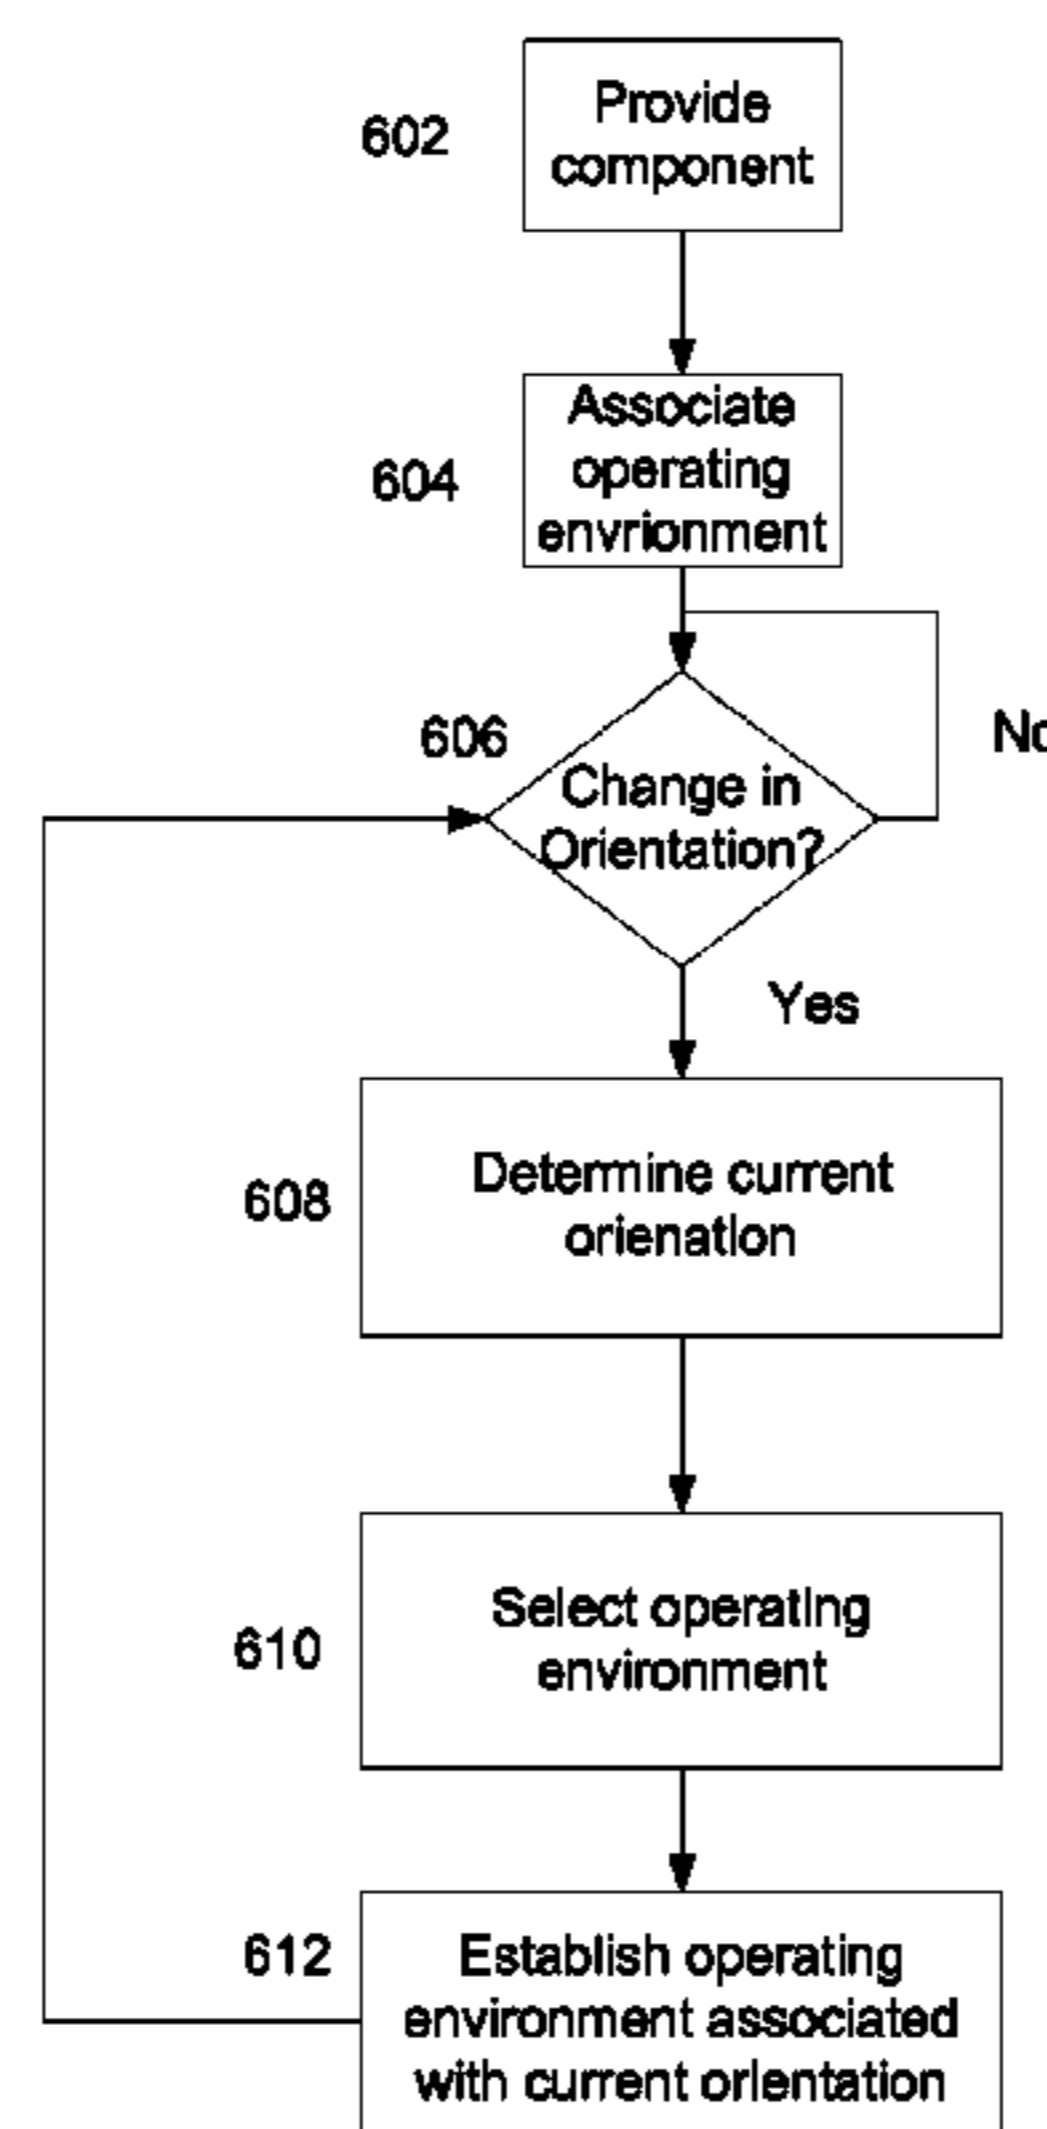 602
Provide
component
604
Associate
operating
envrionment
606
Change in
Orientation?
No
Yes
608
Determine current
orienation
610
Select operating
environment
612
Establish operating
environment associated
with current orientation